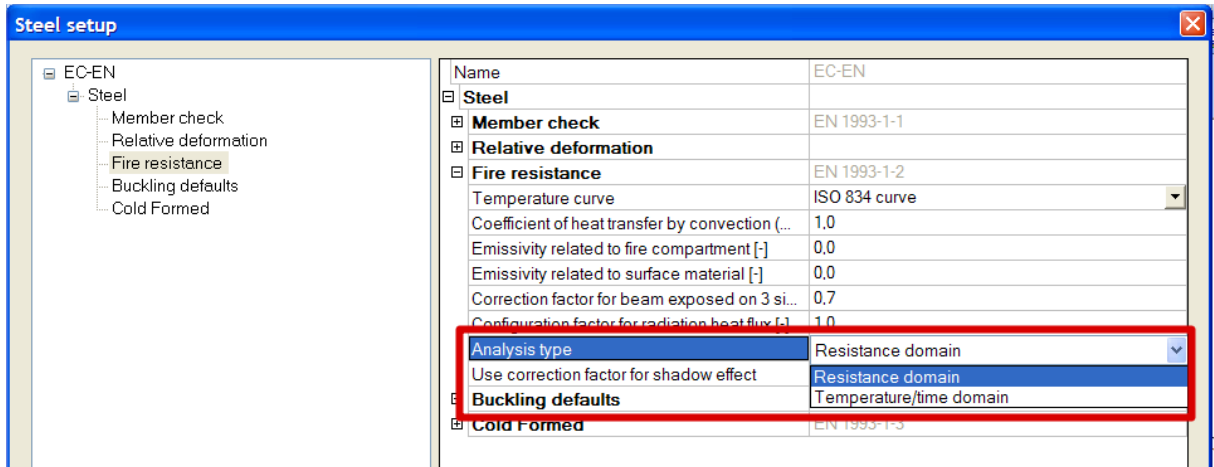 Steel setup
EC-EN
Steel
Member check
Relative deformation
Fire resistance
Buckling defaults
Cold Formed
Name EC-EN
Steel
Member check EN 1993-1-1
Relative deformation
Fire resistance EN 1993-1-2
Temperature curve ISO 834 curve
Coefficient of heat transfer by convection (... 1,0
Emissivity related to fire compartment [-] 0,0
Emissivity related to surface material [-] 0,0
Correction factor for beam exposed on 3 si... 0,7
Configuration factor for radiation heat flux [-] 1,0
Analysis type Resistance domain
Use correction factor for shadow effect Resistance domain
Buckling defaults Temperature/time domain
Cold Formed EN 1993-1-3